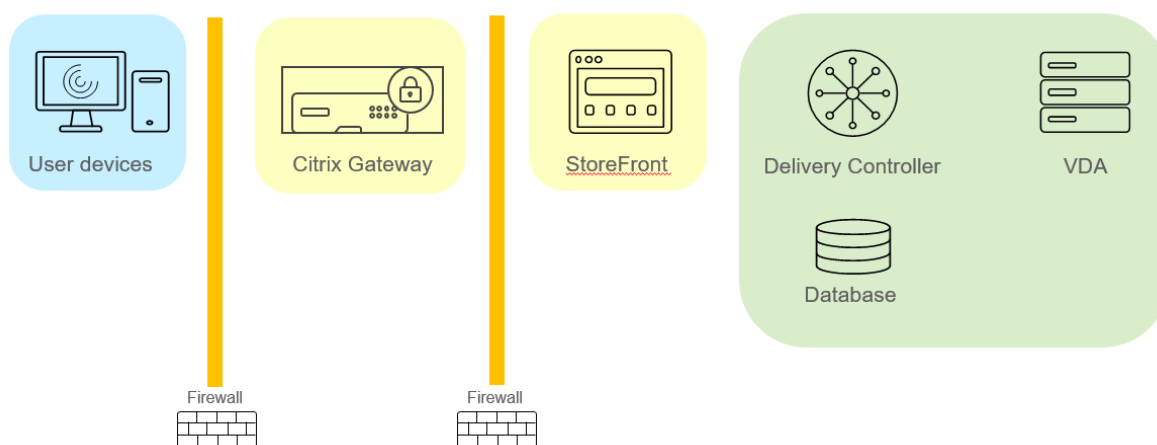 User devices
Citrix Gateway
StoreFront
Delivery Controller
VDA
Database
Firewall
Firewall